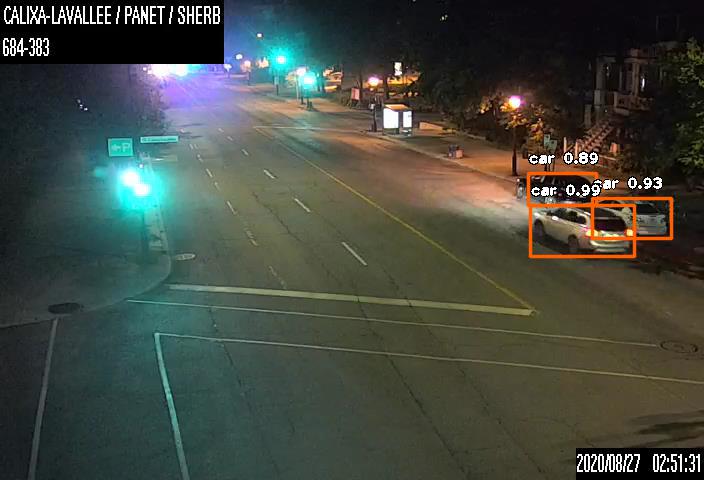 CALIXA-LAVALLEE / PANET / SHERB
684-383
P
car 0.89
car 0.99
car 0.93
2020/08/27 02:51:31